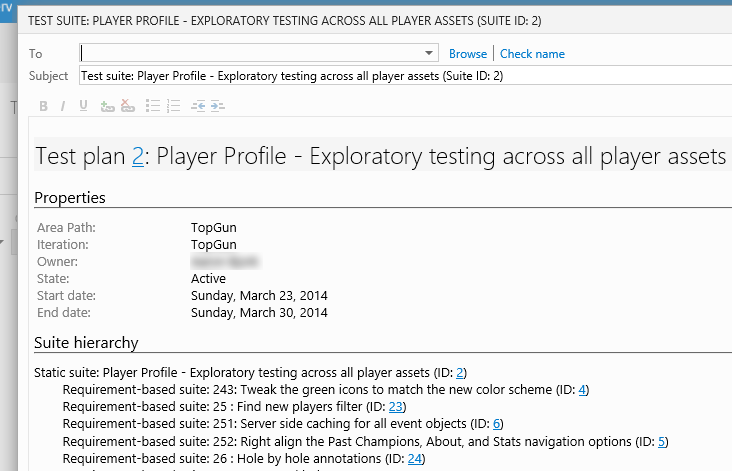 erv
TEST SUITE: PLAYER PROFILE - EXPLORATORY TESTING ACROSS ALL PLAYER ASSETS (SUITE ID: 2)
To
Browse | Check name
Subject Test suite: Player Profile - Exploratory testing across all player assets (Suite ID: 2)
B I U
Test plan 2: Player Profile - Exploratory testing across all player assets
Properties
Area Path: TopGun
Iteration: TopGun
Owner:
State: Active
Start date: Sunday, March 23, 2014
End date: Sunday, March 30, 2014
Suite hierarchy
Static suite: Player Profile - Exploratory testing across all player assets (ID: 2)
Requirement-based suite: 243: Tweak the green icons to match the new color scheme (ID: 4)
Requirement-based suite: 25 : Find new players filter (ID: 23)
Requirement-based suite: 251: Server side caching for all event objects (ID: 6)
Requirement-based suite: 252: Right align the Past Champions, About, and Stats navigation options (ID: 5)
Requirement-based suite: 26 : Hole by hole annotations (ID: 24)